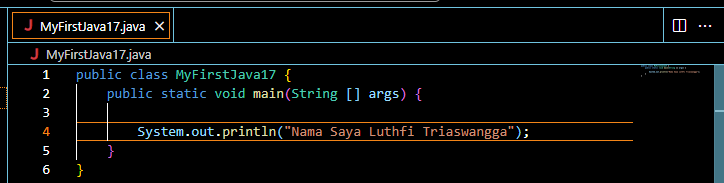 MyFirstJava17.java
MyFirstJava17.java
1 public class MyFirstJava17 {
2 public static void main(String [] args) {
3
4 System.out.println("Nama Saya Luthfi Triaswangga");
5 }
6 }